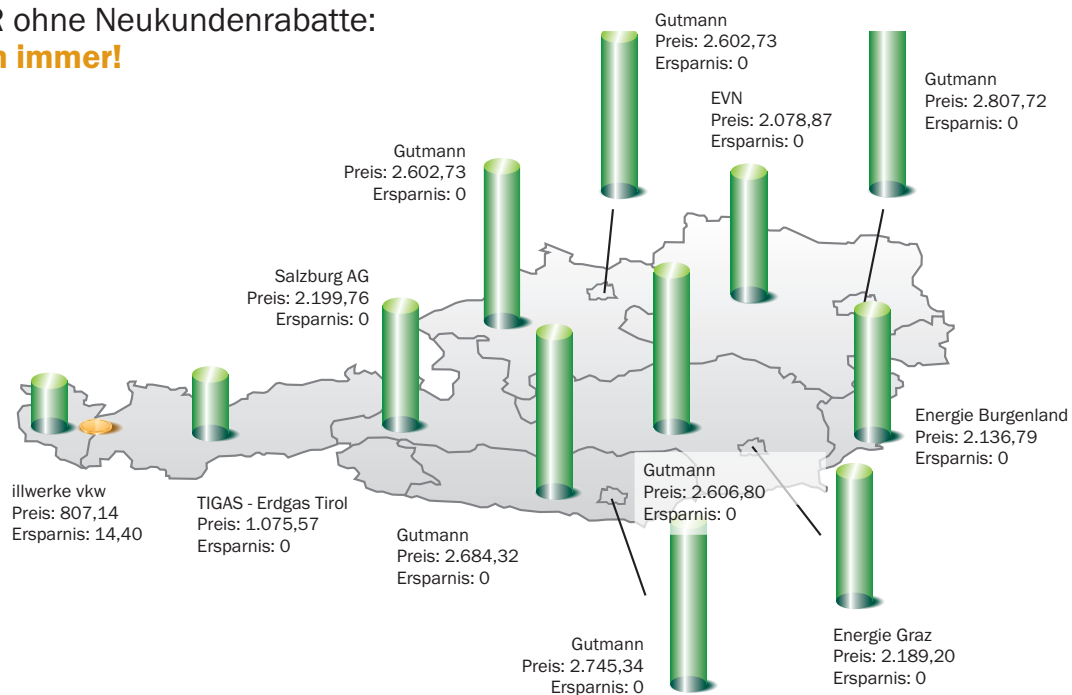 R ohne Neukundenrabatte:
n immer!
Gutmann
Preis: 2.602,73
Ersparnis: 0
Gutmann
Preis: 2.807,72
Ersparnis: 0
EVN
Preis: 2.078,87
Ersparnis: 0
Gutmann
Preis: 2.602,73
Ersparnis: 0
Salzburg AG
Preis: 2.199,76
Ersparnis: 0
Energie Burgenland
Preis: 2.136,79
Ersparnis: 0
Gutmann
Preis: 2.606,80
Ersparnis: 0
illwerke vkw
Preis: 807,14
Ersparnis: 14,40
TIGAS - Erdgas Tirol
Preis: 1.075,57
Ersparnis: 0
Gutmann
Preis: 2.684,32
Ersparnis: 0
Gutmann
Preis: 2.745,34
Ersparnis: 0
Energie Graz
Preis: 2.189,20
Ersparnis: 0